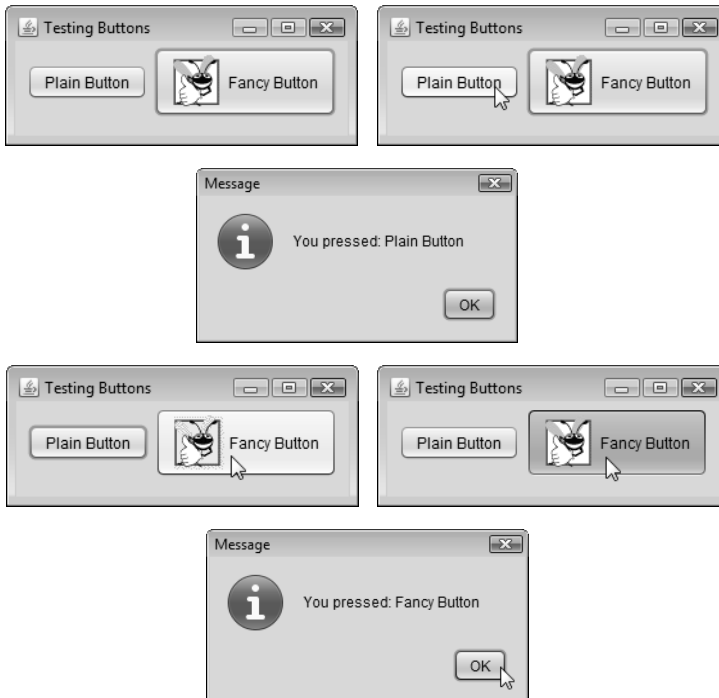 Testing Buttons
Plain Button
Fancy Button
Testing Buttons
Plain Button
Fancy Button
Message
You pressed: Plain Button
OK
Testing Buttons
Plain Button
Fancy Button
Testing Buttons
Plain Button
Fancy Button
Message
You pressed: Fancy Button
OK